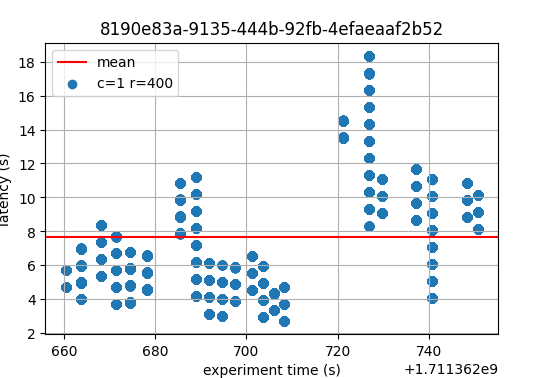 8190e83a-9135-444b-92fb-4efaeaaf2b52
mean
c=1 r=400
latency (s)
18
16
14
12
10
8
6
4
2
660
680
700
720
740
experiment time (s)
+1.711362e9